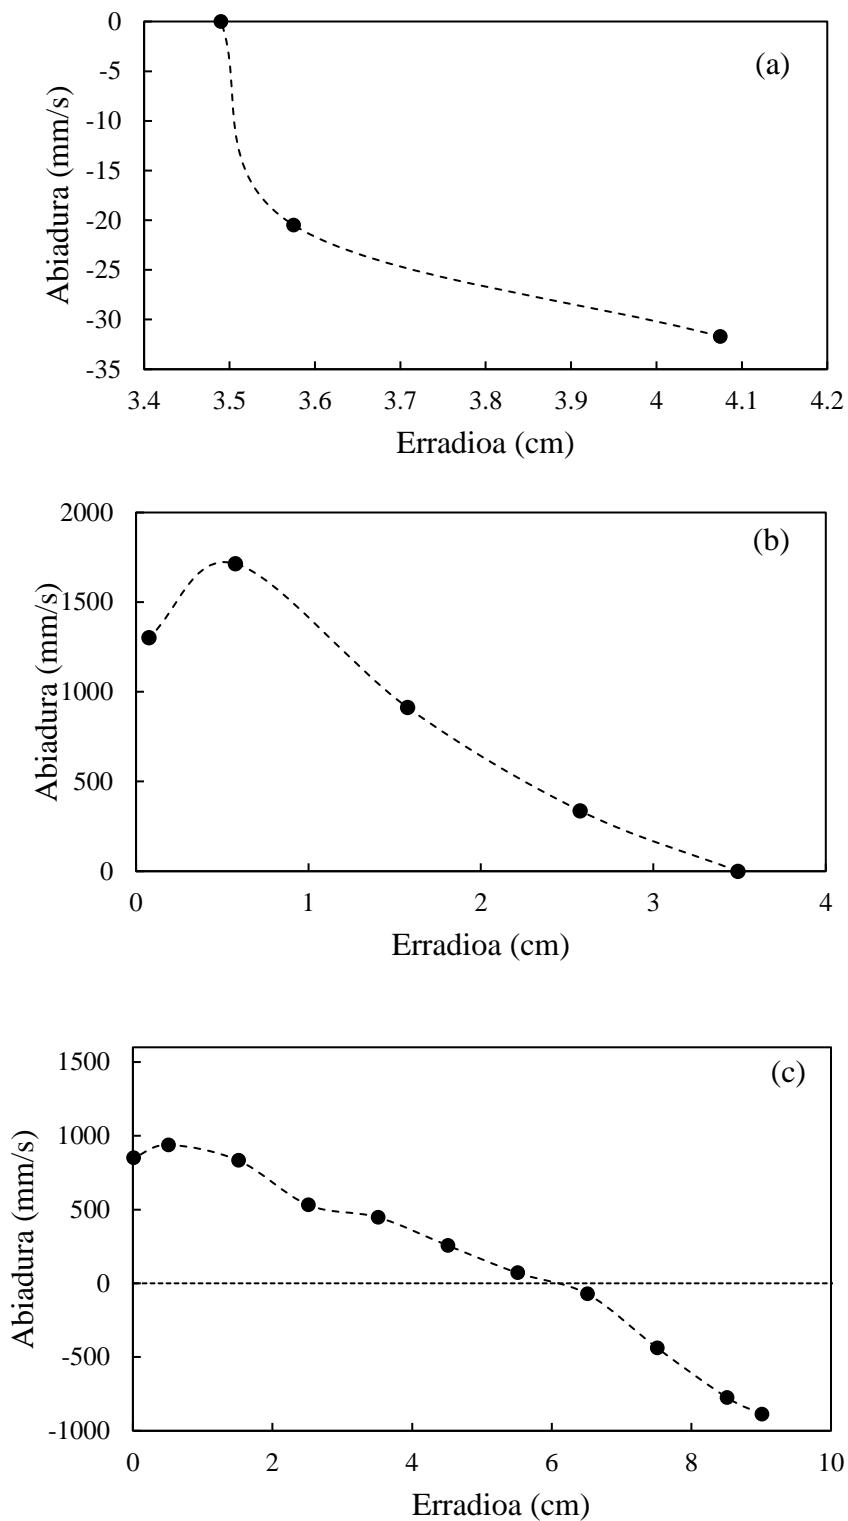 (a)
Abiadura (mm/s)
0
-5
-10
-15
-20
-25
-30
-35
3.4 3.5 3.6 3.7 3.8 3.9 4 4.1 4.2
Erradioa (cm)
(b)
Abiadura (mm/s)
2000
1500
1000
500
0
0 1 2 3 4
Erradioa (cm)
(c)
Abiadura (mm/s)
1500
1000
500
0
-500
-1000
0 2 4 6 8 10
Erradioa (cm)